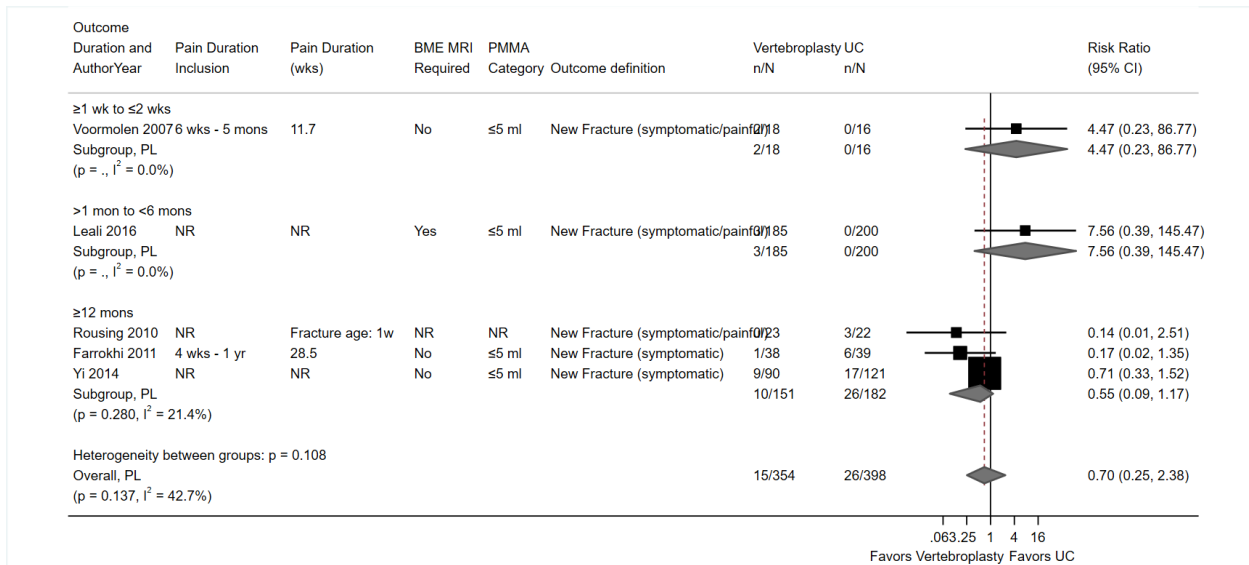 Outcome
Duration and Pain Duration Pain Duration BME MRI PMMA Vertebroplasty UC Risk Ratio
AuthorYear Inclusion (wks) Required Category Outcome definition n/N n/N (95% CI)
≥1 wk to ≤2 wks
Voormolen 2007 6 wks - 5 mons 11.7 No ≤5 ml New Fracture (symptomatic/painful) 2/18 0/16 4.47 (0.23, 86.77)
Subgroup, PL 2/18 0/16 4.47 (0.23, 86.77)
(p = ., I² = 0.0%)
>1 mon to <6 mons
Leali 2016 NR NR Yes ≤5 ml New Fracture (symptomatic/painful) 3/185 0/200 7.56 (0.39, 145.47)
Subgroup, PL 3/185 0/200 7.56 (0.39, 145.47)
(p = ., I² = 0.0%)
≥12 mons
Rousing 2010 NR Fracture age: 1w NR NR New Fracture (symptomatic/painful) 0/23 3/22 0.14 (0.01, 2.51)
Farrokhi 2011 4 wks - 1 yr 28.5 No ≤5 ml New Fracture (symptomatic) 1/38 6/39 0.17 (0.02, 1.35)
Yi 2014 NR NR No ≤5 ml New Fracture (symptomatic) 9/90 17/121 0.71 (0.33, 1.52)
Subgroup, PL 10/151 26/182 0.55 (0.09, 1.17)
(p = 0.280, I² = 21.4%)
Heterogeneity between groups: p = 0.108
Overall, PL 15/354 26/398 0.70 (0.25, 2.38)
(p = 0.137, I² = 42.7%)
.063 .25 1 4 16
Favors Vertebroplasty Favors UC